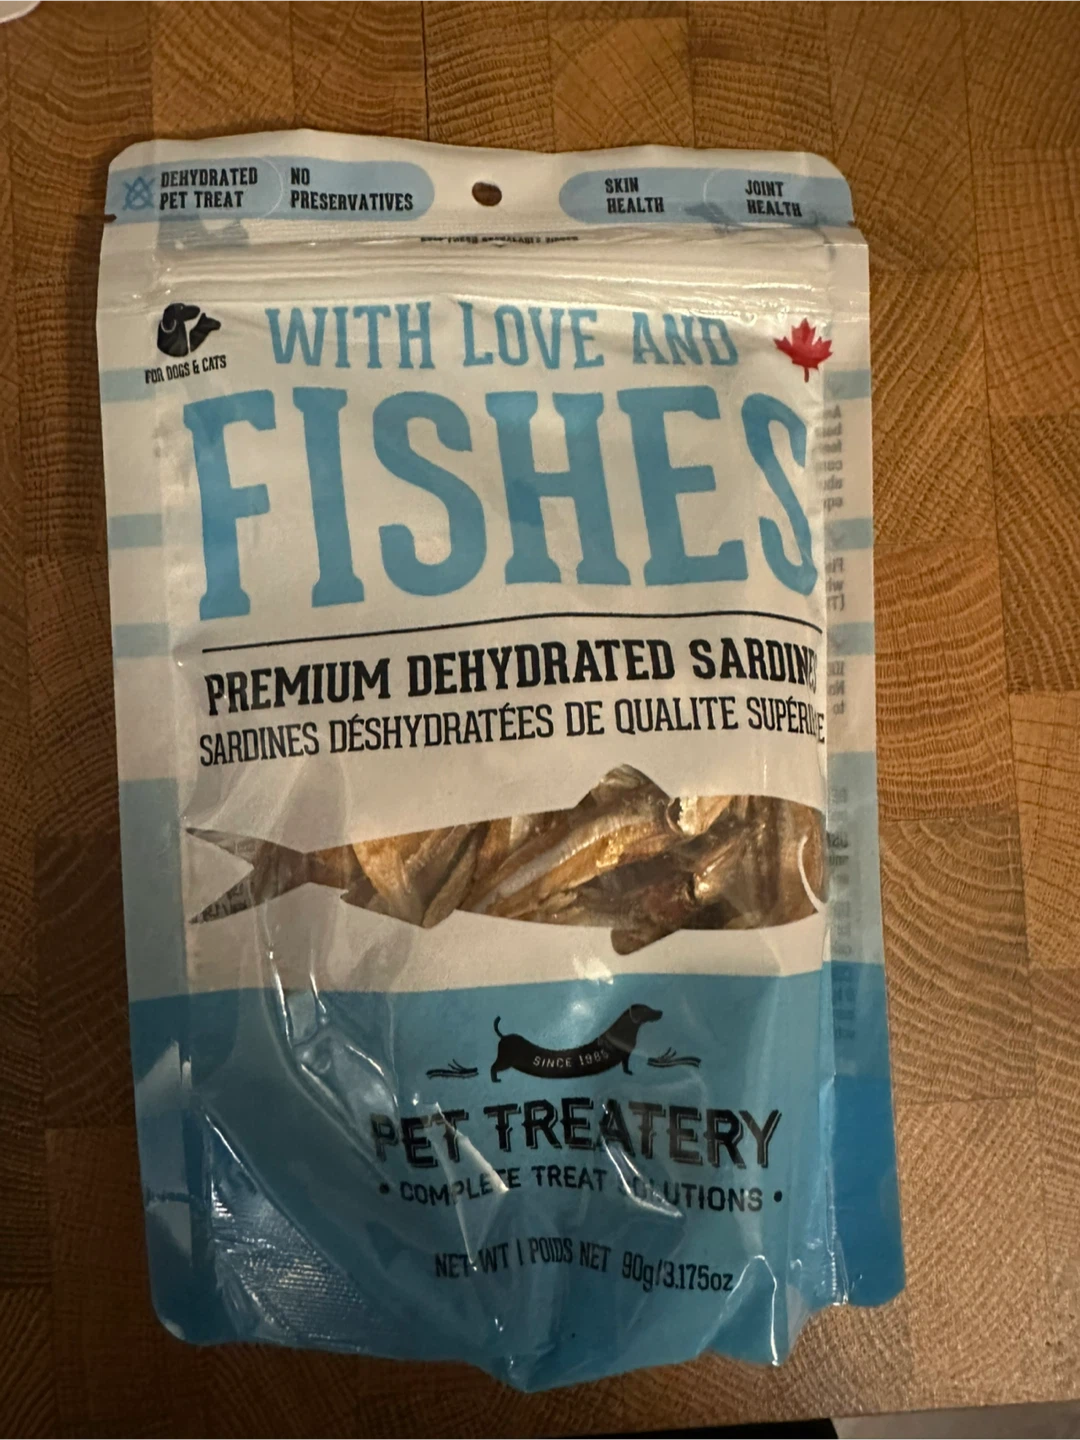 DEHYDRATED
PET TREAT
NO
PRESERVATIVES
SKIN
HEALTH
JOINT
HEALTH
FOR DOGS & CATS
WITH LOVE AND
FISHES
PREMIUM DEHYDRATED SARDINES
SARDINES DÉSHYDRATÉES DE QUALITE SUPÉRIEURE
SINCE 1985
PET TREATERY
• COMPLETE TREAT SOLUTIONS •
NET WT | POIDS NET 90g/3.175oz